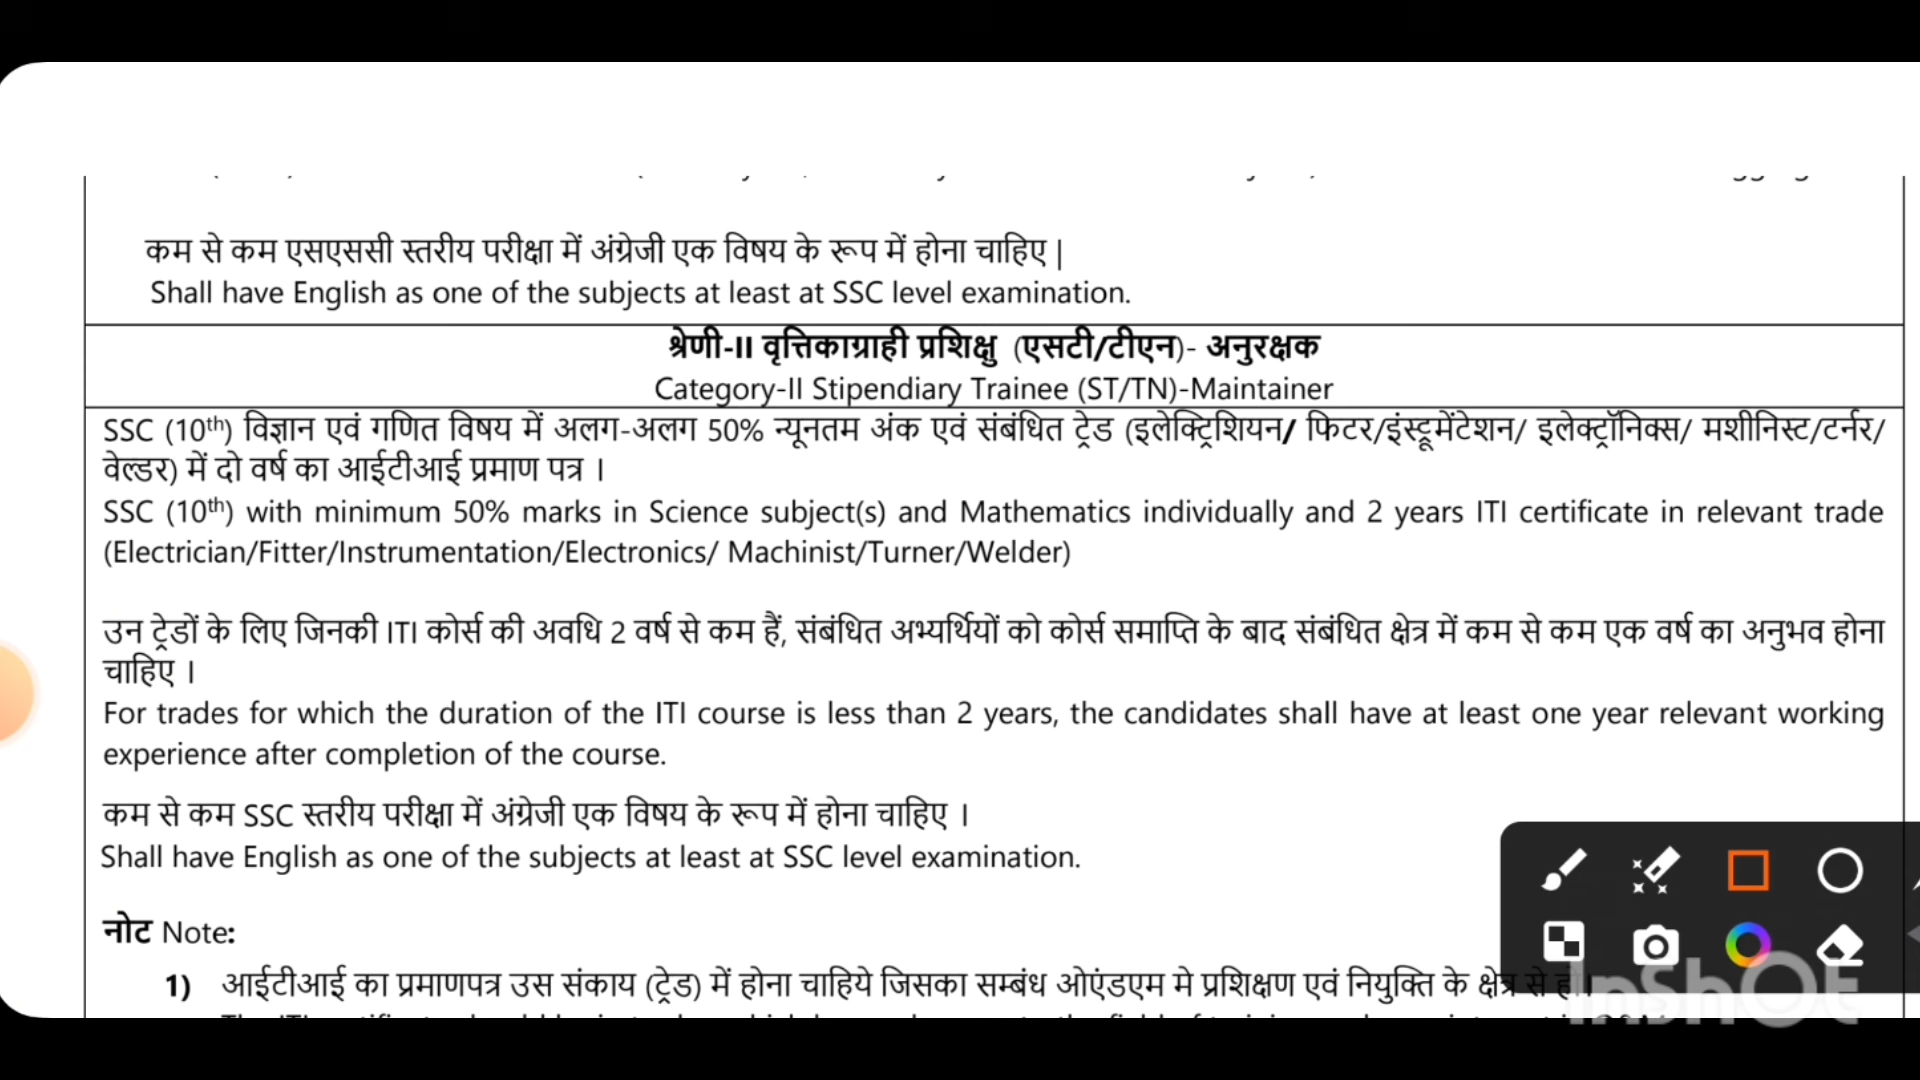 कम से कम एसएससी स्तरीय परीक्षा में अंग्रेजी एक विषय के रूप में होना चाहिए |
Shall have English as one of the subjects at least at SSC level examination.
श्रेणी-II वृत्तिकाग्राही प्रशिक्षु (एसटी/टीएन)- अनुरक्षक
Category-II Stipendiary Trainee (ST/TN)-Maintainer
SSC (10th) विज्ञान एवं गणित विषय में अलग-अलग 50% न्यूनतम अंक एवं संबंधित ट्रेड (इलेक्ट्रिशियन/ फिटर/इंस्ट्रूमेंटेशन/ इलेक्ट्रॉनिक्स/ मशीनिस्ट/टर्नर/
वेल्डर) में दो वर्ष का आईटीआई प्रमाण पत्र ।
SSC (10th) with minimum 50% marks in Science subject(s) and Mathematics individually and 2 years ITI certificate in relevant trade
(Electrician/Fitter/Instrumentation/Electronics/ Machinist/Turner/Welder)
उन ट्रेडों के लिए जिनकी ITI कोर्स की अवधि 2 वर्ष से कम हैं, संबंधित अभ्यर्थियों को कोर्स समाप्ति के बाद संबंधित क्षेत्र में कम से कम एक वर्ष का अनुभव होना
चाहिए ।
For trades for which the duration of the ITI course is less than 2 years, the candidates shall have at least one year relevant working
experience after completion of the course.
कम से कम SSC स्तरीय परीक्षा में अंग्रेजी एक विषय के रूप में होना चाहिए ।
Shall have English as one of the subjects at least at SSC level examination.
नोट Note:
1) आईटीआई का प्रमाणपत्र उस संकाय (ट्रेड) में होना चाहिये जिसका सम्बंध ओएंडएम मे प्रशिक्षण एवं नियुक्ति के क्षेत्र से हो।
InShOt